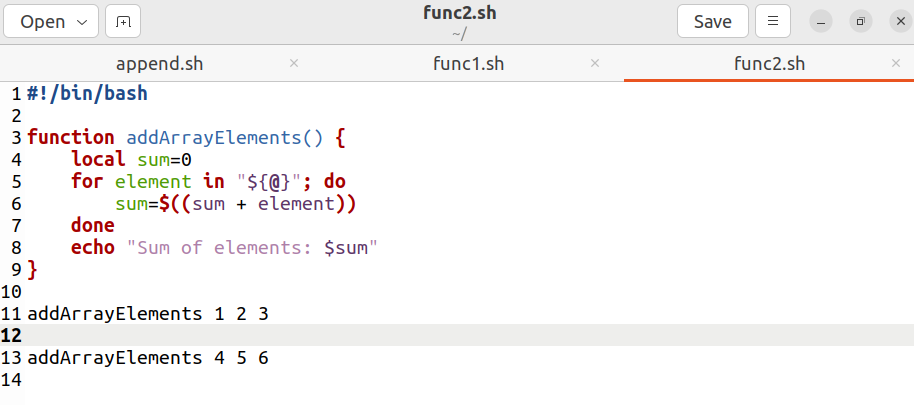 Open
func2.sh
~/
Save
append.sh × func1.sh × func2.sh ×
1 #!/bin/bash
2
3 function addArrayElements() {
4     local sum=0
5     for element in "${@}"; do
6         sum=$((sum + element))
7     done
8     echo "Sum of elements: $sum"
9 }
10
11 addArrayElements 1 2 3
12
13 addArrayElements 4 5 6
14